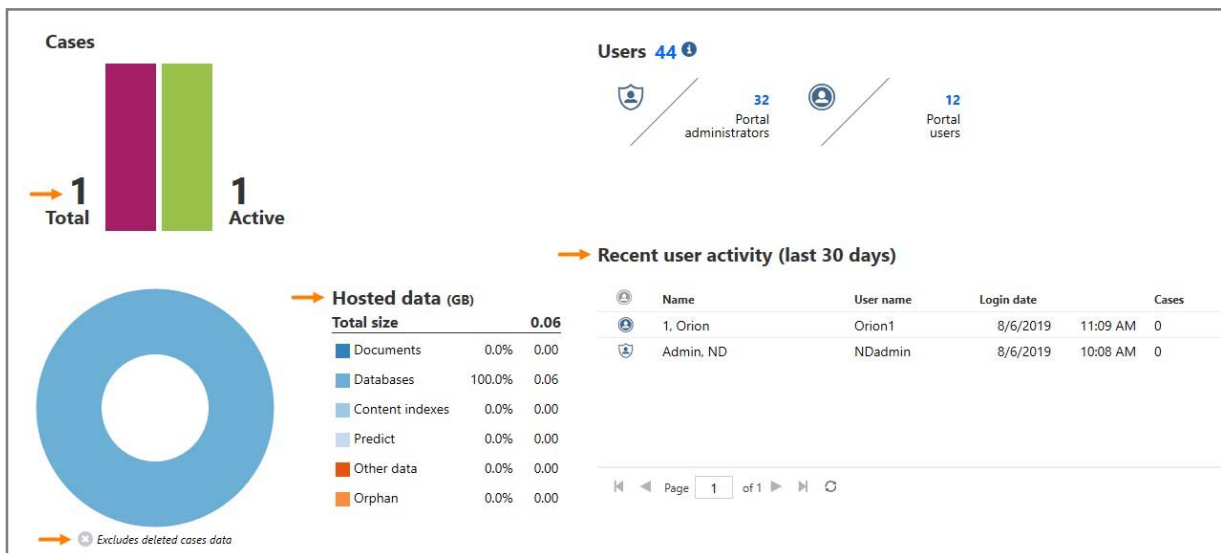 Cases
1
Total
1
Active
Users 44
32
Portal
administrators
12
Portal
users
Hosted data (GB)
Total size 0.06
Documents 0.0% 0.00
Databases 100.0% 0.06
Content indexes 0.0% 0.00
Predict 0.0% 0.00
Other data 0.0% 0.00
Orphan 0.0% 0.00
Excludes deleted cases data
Recent user activity (last 30 days)
Name User name Login date Cases
1, Orion Orion1 8/6/2019 11:09 AM 0
Admin, ND NDadmin 8/6/2019 10:08 AM 0
Page 1 of 1